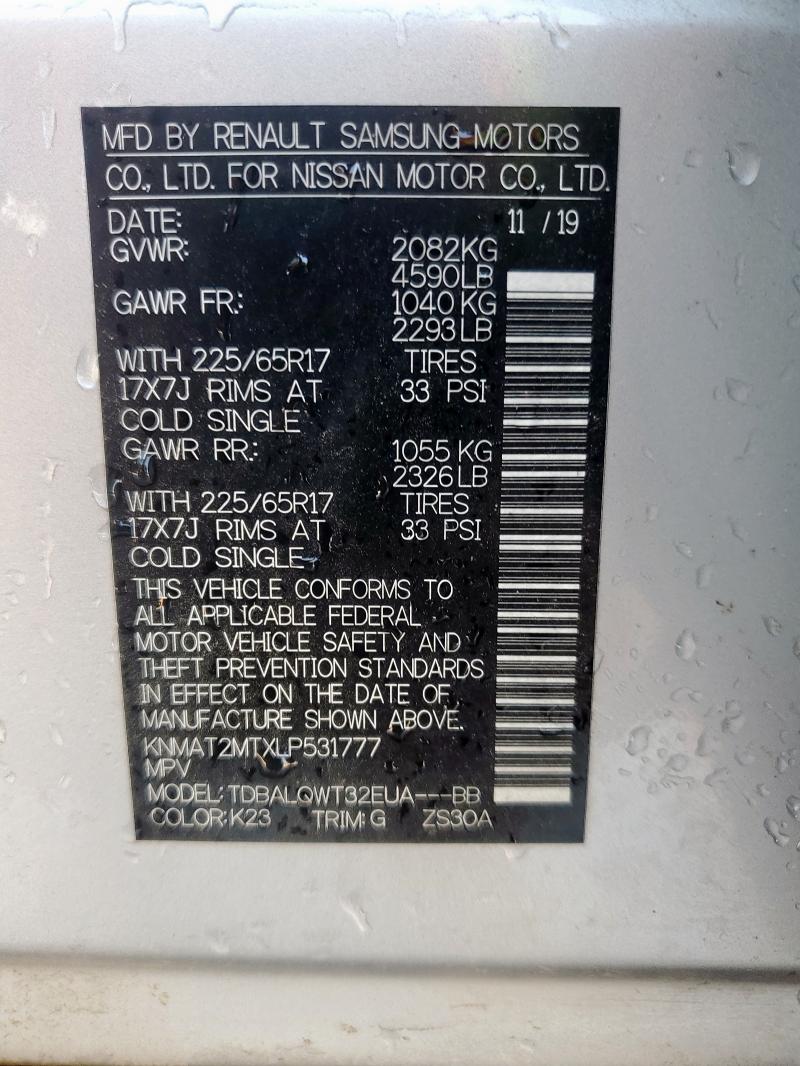 MFD BY RENAULT SAMSUNG MOTORS
CO., LTD. FOR NISSAN MOTOR CO., LTD.
DATE: 11 / 19
GVWR: 2082KG
4590LB
GAWR FR.: 1040 KG
2293 LB
WITH 225/65R17 TIRES
17X7J RIMS AT 33 PSI
COLD SINGLE
GAWR RR.: 1055 KG
2326 LB
WITH 225/65R17 TIRES
17X7J RIMS AT 33 PSI
COLD SINGLE
THIS VEHICLE CONFORMS TO
ALL APPLICABLE FEDERAL
MOTOR VEHICLE SAFETY AND
THEFT PREVENTION STANDARDS
IN EFFECT ON THE DATE OF
MANUFACTURE SHOWN ABOVE.
KNMAT2MTXLP531777
MPV
MODEL: TDBALQWT32EUA---BB
COLOR: K23 TRIM: G ZS30A